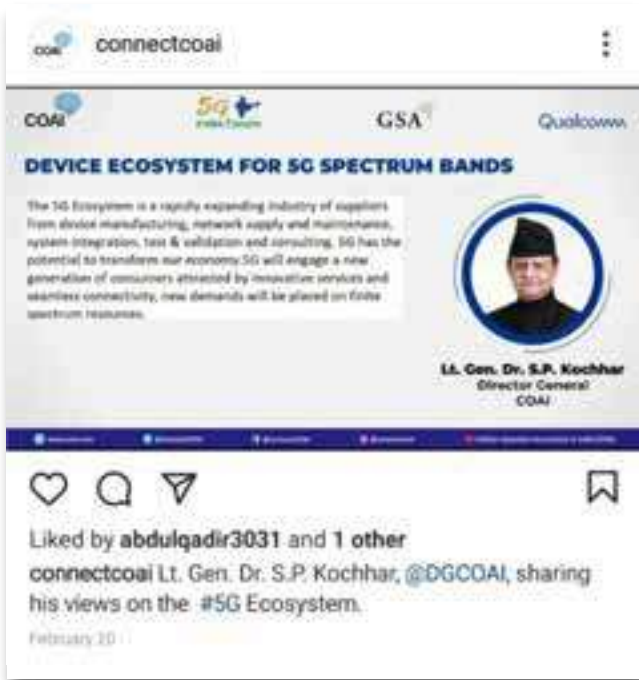 connectcoai
COAI
5G
GSA
Qualcomm
DEVICE ECOSYSTEM FOR 5G SPECTRUM BANDS
The 5G Ecosystem is a rapidly expanding industry of suppliers
from device manufacturing, network supply and maintenance,
system integration, test & validation and consulting. 5G has the
potential to transform our economy.5G will engage a new
generation of consumers attracted by innovative services and
seamless connectivity, new demands will be placed on finite
spectrum resources.
Lt. Gen. Dr. S.P. Kochhar
Director General
COAI
Liked by abdulqadir3031 and 1 other
connectcoai Lt. Gen. Dr. S.P. Kochhar, @DGCOAI, sharing
his views on the #5G Ecosystem.
February 20